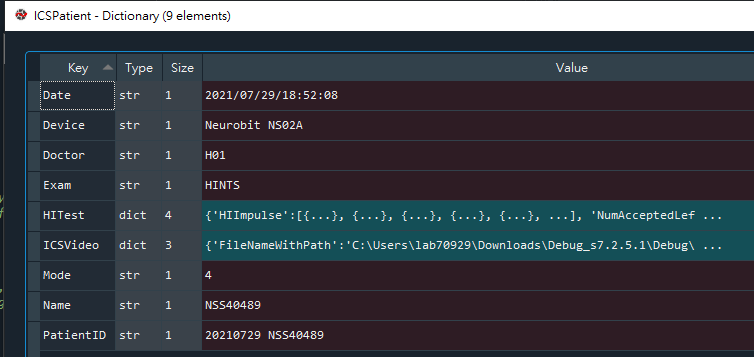 ICSPatient - Dictionary (9 elements)
Key Type Size Value
Date str 1 2021/07/29/18:52:08
Device str 1 Neurobit NS02A
Doctor str 1 H01
Exam str 1 HINTS
HITest dict 4 {'HIImpulse':[{...}, {...}, {...}, {...}, {...}, ...], 'NumAcceptedLef ...
ICSVideo dict 3 {'FileNameWithPath':'C:\Users\lab70929\Downloads\Debug_s7.2.5.1\Debug\ ...
Mode str 1 4
Name str 1 NSS40489
PatientID str 1 20210729 NSS40489